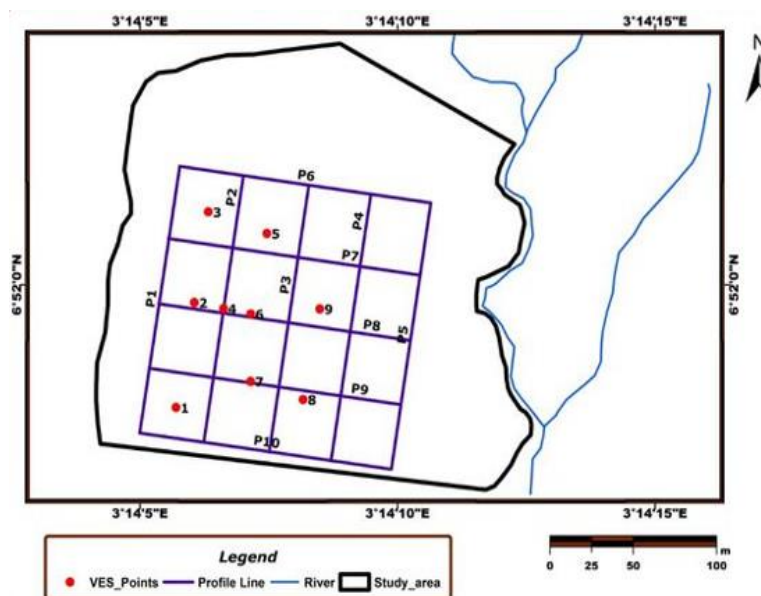 3°14'5"E 3°14'10"E 3°14'15"E
N
P6
P2
P4
3
5
P7
6°52'0"N
6°52'0"N
P1
P3
2
4
6
9
P8
P5
7
P9
8
1
P10
3°14'5"E 3°14'10"E 3°14'15"E
Legend
VES_Points Profile Line River Study_area
m
0 25 50 100